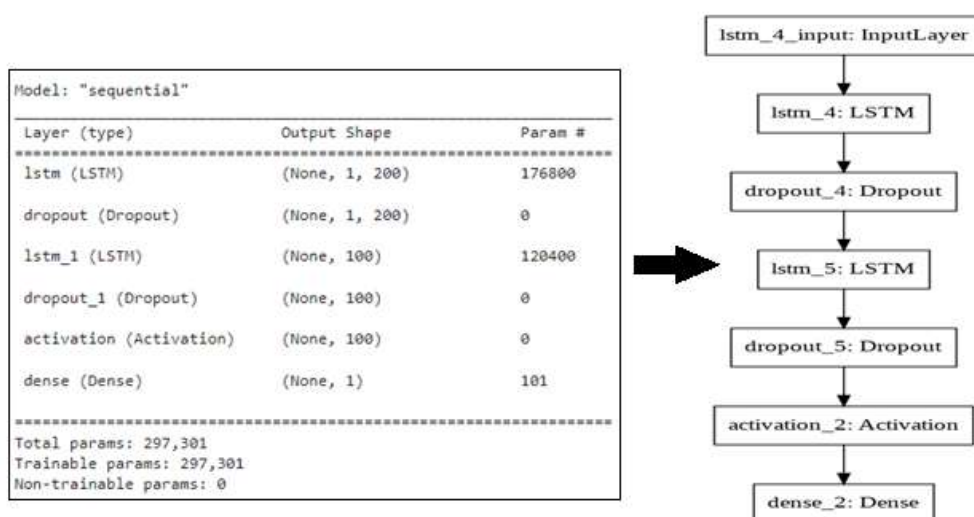 Model: "sequential"
Layer (type) Output Shape Param #
lstm (LSTM) (None, 1, 200) 176800
dropout (Dropout) (None, 1, 200) 0
lstm_1 (LSTM) (None, 100) 120400
dropout_1 (Dropout) (None, 100) 0
activation (Activation) (None, 100) 0
dense (Dense) (None, 1) 101
Total params: 297,301
Trainable params: 297,301
Non-trainable params: 0
lstm_4_input: InputLayer
lstm_4: LSTM
dropout_4: Dropout
lstm_5: LSTM
dropout_5: Dropout
activation_2: Activation
dense_2: Dense